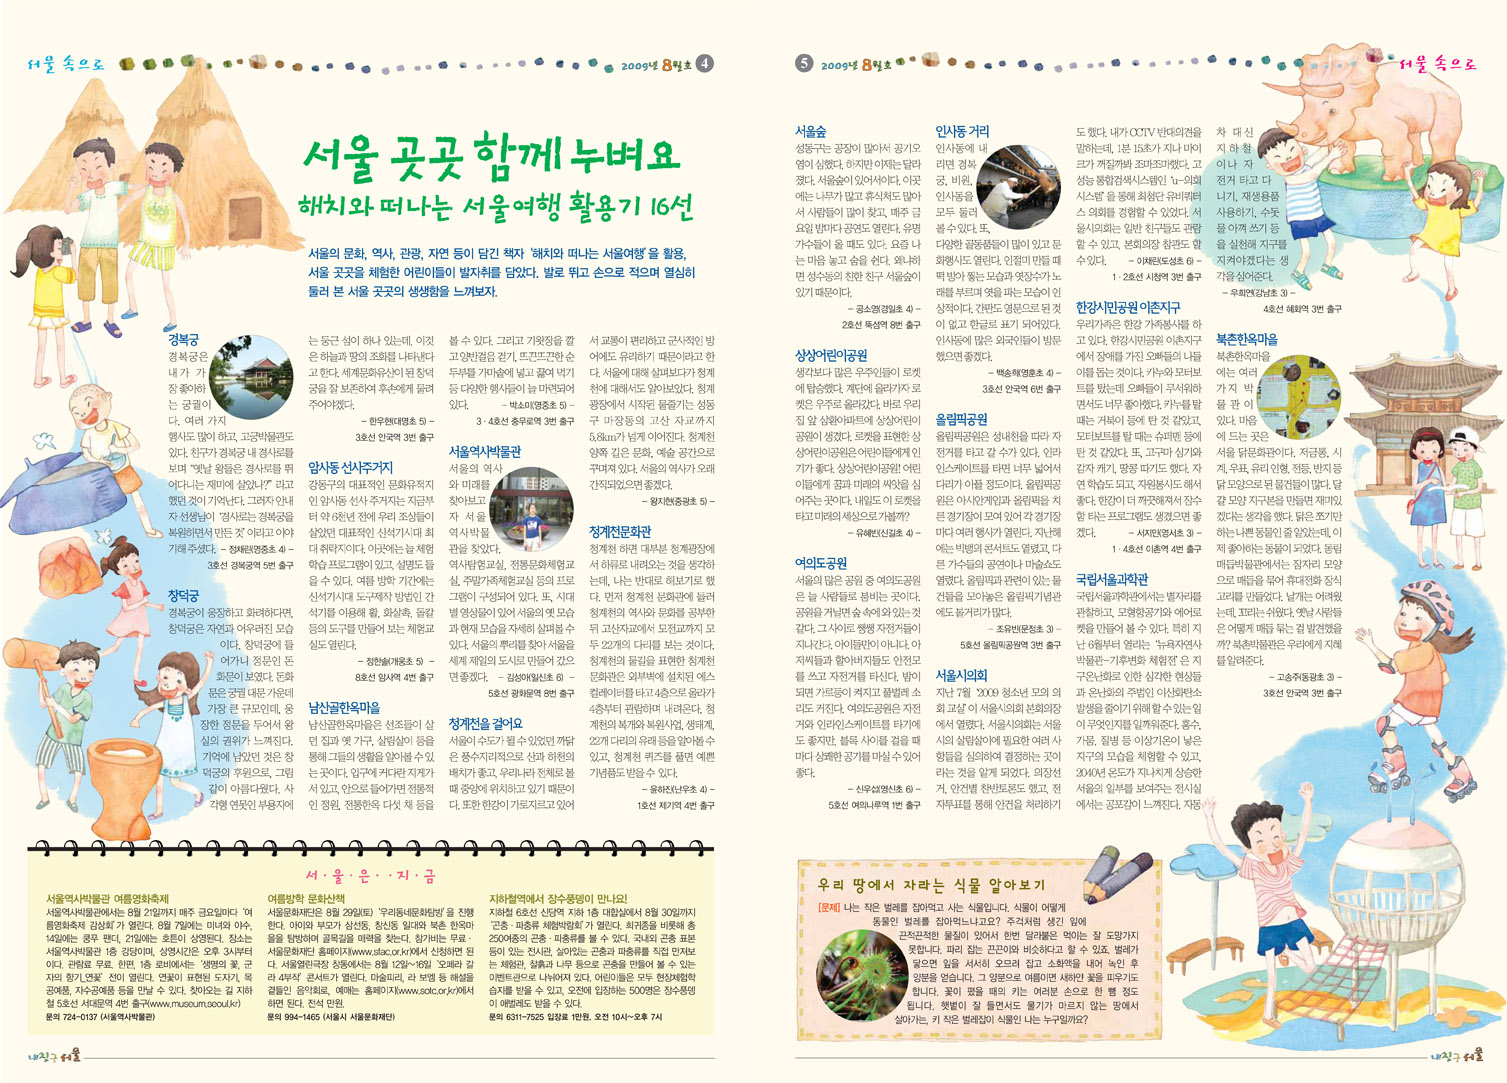 서울 속으로
2009년 8월호 4
서울 곳곳 함께 누벼요
해치와 떠나는 서울여행 활용기 16선
서울의 문화, 역사, 관광, 자연 등이 담긴 책자 '해치와 떠나는 서울여행'을 활용,
서울 곳곳을 체험한 어린이들이 발자취를 담았다. 발로 뛰고 손으로 적으며 열심히
둘러 본 서울 곳곳의 생생함을 느껴보자.
경복궁
경복궁은
내가 가
장 좋아하
는 궁궐이
다. 여러 가지
행사도 많이 하고, 고궁박물관도
있다. 친구가 경복궁 내 경사로를
보며 "옛날 왕들은 경사로를 뛰
어다니는 재미에 살았나?" 라고
했던 것이 기억난다. 그러자 안내
자 선생님이 '경사로는 경복궁을
복원하면서 만든 것' 이라고 이야
기해 주셨다. - 정채린(영중초 4) -
3호선 경복궁역 5번 출구
창덕궁
경복궁이 웅장하고 화려하다면,
창덕궁은 자연과 어우러진 모습
이다. 창덕궁에 들
어가니 정문인 돈
화문이 보였다. 돈화
문은 궁궐 대문 가운데
가장 큰 규모인데, 웅
장한 정문을 두어서 왕
실의 권위가 느껴진다.
기억에 남았던 것은 창
덕궁의 후원으로, 그림
같이 아름다웠다. 사
각형 연못인 부용지에
는 둥근 섬이 하나 있는데, 이것
은 하늘과 땅의 조화를 나타낸다
고 한다. 세계문화유산이 된 창덕
궁을 잘 보존하여 후손에게 물려
주어야겠다.
- 한우현(대명초 5) -
3호선 안국역 3번 출구
암사동 선사주거지
강동구의 대표적인 문화유적지
인 암사동 선사 주거지는 지금부
터 약 6천년 전에 우리 조상들이
살았던 대표적인 신석기시대 최
대 취락지이다. 이곳에는 늘 체험
학습 프로그램이 있고, 설명도 들
을 수 있다. 여름 방학 기간에는
신석기시대 도구제작 방법인 간
석기를 이용해 활, 화살촉, 돌칼
등의 도구를 만들어 보는 체험교
실도 열린다.
- 정한솔(개웅초 5) -
8호선 암사역 4번 출구
남산골한옥마을
남산골한옥마을은 선조들이 살
던 집과 옛 가구, 살림살이 등을
통해 그들의 생활을 알아볼 수 있
는 곳이다. 입구에 커다란 지게가
서 있고, 안으로 들어가면 전통적
인 정원, 전통한옥 다섯 채 등을
볼 수 있다. 그리고 기왓장을 깔
고 양반걸음 걷기, 뜨끈뜨끈한 순
두부를 가마솥에 넣고 끓여 먹기
등 다양한 행사들이 늘 마련되어
있다. - 박소미(영중초 5) -
3·4호선 충무로역 3번 출구
서울역사박물관
서울의 역사
와 미래를
찾아보고
자 서울
역사박물
관을 찾았다.
역사탐험교실, 전통문화체험교
실, 주말가족체험교실 등의 프로
그램이 구성되어 있다. 또, 시대
별 영상물이 있어 서울의 옛 모습
과 현재 모습을 자세히 살펴볼 수
있다. 서울의 뿌리를 찾아 서울을
세계 제일의 도시로 만들어 갔으
면 좋겠다. - 김성애(일신초 6) -
5호선 광화문역 8번 출구
청계천을 걸어요
서울이 수도가 될 수 있었던 까닭
은 풍수지리적으로 산과 하천의
배치가 좋고, 우리나라 전체로 볼
때 중앙에 위치하고 있기 때문이
다. 또한 한강이 가로지르고 있어
서 교통이 편리하고 군사적인 방
어에도 유리하기 때문이라고 한
다. 서울에 대해 살펴보다가 청계
천에 대해서도 알아보았다. 청계
광장에서 시작된 물줄기는 성동
구 마장동의 고산 자교까지
5.8km가 넘게 이어진다. 청계천
양쪽 길은 문화, 예술 공간으로
꾸며져 있다. 서울의 역사가 오래
간직되었으면 좋겠다.
- 왕지현(중광초 5) -
청계천문화관
청계천 하면 대부분 청계광장에
서 하류로 내려오는 것을 생각하
는데, 나는 반대로 해보기로 했
다. 먼저 청계천 문화관에 들러
청계천의 역사와 문화를 공부한
뒤 고산자교에서 모전교까지 모
두 22개의 다리를 보는 것이다.
청계천의 물길을 표현한 청계천
문화관은 외부벽에 설치된 에스
컬레이터를 타고 4층으로 올라가
4층부터 관람하며 내려온다. 청
계천의 복개와 복원사업, 생태계,
22개 다리의 유래 등을 알아볼 수
있고, 청계천 퀴즈를 풀면 예쁜
기념품도 받을 수 있다.
- 윤하진(난우초 4) -
1호선 제기역 4번 출구
서·울·은··지·금
서울역사박물관 여름영화축제
서울역사박물관에서는 8월 21일까지 매주 금요일마다 '여
름영화축제 감상회'가 열린다. 8월 7일에는 미녀와 야수,
14일에는 쿵푸 팬더, 21일에는 호튼이 상영된다. 장소는
서울역사박물관 1층 강당이며, 상영시간은 오후 3시부터
이다. 관람료 무료. 한편, 1층 로비에서는 '생명의 꽃, 군
자의 향기_연꽃' 전이 열린다. 연꽃이 표현된 도자기, 목
공예품, 자수공예품 등을 만날 수 있다. 찾아오는 길 지하
철 5호선 서대문역 4번 출구(www.museum.seoul.kr)
문의 724-0137 (서울역사박물관)
여름방학 문화산책
서울문화재단은 8월 29일(토) '우리동네문화탐방'을 진행
한다. 아이와 부모가 삼선동, 창신동 일대와 북촌 한옥마
을을 탐방하며 골목길을 매력을 찾는다. 참가비는 무료·
서울문화재단 홈페이지(www.sfac.or.kr)에서 신청하면 된
다. 서울열린극장 창동에서는 8월 12일~16일 '오페라 갈
라 4부작' 콘서트가 열린다. 마술피리, 라 보엠 등 해설을
곁들인 음악회로, 예매는 홈페이지(www.sotc.or.kr)에서
하면 된다. 전석 만원.
문의 994-1465 (서울시 서울문화재단)
지하철역에서 장수풍뎅이 만나요!
지하철 6호선 신당역 지하 1층 대합실에서 8월 30일까지
'곤충·파충류 체험박람회'가 열린다. 희귀종을 비롯해 총
250여종의 곤충·파충류를 볼 수 있다. 국내외 곤충 표본
등이 있는 전시관, 살아있는 곤충과 파충류를 직접 만져보
는 체험관, 찰흙과 나무 등으로 곤충을 만들어 볼 수 있는
이벤트관으로 나뉘어져 있다. 어린이들은 모두 현장체험학
습지를 받을 수 있고, 오전에 입장하는 500명은 장수풍뎅
이 애벌레도 받을 수 있다.
문의 6311-7525 입장료 1만원. 오전 10시~오후 7시
내친구 서울
5 2009년 8월호
서울 속으로
서울숲
성동구는 공장이 많아서 공기오
염이 심했다. 하지만 이제는 달라
졌다. 서울숲이 있어서이다. 이곳
에는 나무가 많고 휴식처도 많아
서 사람들이 많이 찾고, 매주 금
요일 밤마다 공연도 열린다. 유명
가수들이 올 때도 있다. 요즘 나
는 마음 놓고 숨을 쉰다. 왜냐하
면 성수동의 친한 친구 서울숲이
있기 때문이다.
- 공소영(경일초 4) -
2호선 뚝섬역 8번 출구
상상어린이공원
생각보다 많은 우주인들이 로켓
에 탑승했다. 계단에 올라가자 로
켓은 우주로 올라갔다. 바로 우리
집 앞 삼환아파트에 상상어린이
공원이 생겼다. 로켓을 표현한 상
상어린이공원은 어린이들에게 인
기가 좋다. 상상어린이공원! 어린
이들에게 꿈과 미래의 씨앗을 심
어주는 곳이다. 내일도 이 로켓을
타고 미래의 세상으로 가볼까?
- 유혜빈(신길초 4) -
여의도공원
서울의 많은 공원 중 여의도공원
은 늘 사람들로 붐비는 곳이다.
공원을 거닐면 숲 속에 와 있는 것
같다. 그 사이로 쌩쌩 자전거들이
지나간다. 아이들만이 아니다. 아
저씨들과 할아버지들도 안전모
를 쓰고 자전거를 타신다. 밤이
되면 가로등이 켜지고 풀벌레 소
리도 커진다. 여의도공원은 자전
거와 인라인스케이트를 타기에
도 좋지만, 블록 사이를 걸을 때
마다 상쾌한 공기를 마실 수 있어
좋다.
- 신우섭(영신초 6) -
5호선 여의나루역 1번 출구
인사동 거리
인사동에 내
리면 경복
궁, 비원,
인사동을
모두 둘러
볼 수 있다. 또,
다양한 골동품들이 많이 있고 문
화행사도 열린다. 인절미 만들 때
떡 방아 찧는 모습과 엿장수가 노
래를 부르며 엿을 파는 모습이 인
상적이다. 간판도 영문으로 된 것
이 없고 한글로 표기 되어있다.
인사동에 많은 외국인들이 방문
했으면 좋겠다.
- 백승혜(영훈초 4) -
3호선 안국역 6번 출구
올림픽공원
올림픽공원은 성내천을 따라 자
전거를 타고 갈 수가 있다. 인라
인스케이트를 타면 너무 넓어서
다리가 아플 정도이다. 올림픽공
원은 아시안게임과 올림픽을 치
른 경기장이 모여 있어 각 경기장
마다 여러 행사가 열린다. 지난해
에는 빅뱅의 콘서트도 열렸고, 다
른 가수들의 공연이나 마술쇼도
열렸다. 올림픽과 관련이 있는 물
건들을 모아놓은 올림픽기념관
에도 볼거리가 많다.
- 조유빈(문정초 3) -
5호선 올림픽공원역 3번 출구
서울시의회
지난 7월 '2009 청소년 모의 의
회 교실'이 서울시의회 본회의장
에서 열렸다. 서울시의회는 서울
시의 살림살이에 필요한 여러 사
항들을 심의하여 결정하는 곳이
라는 것을 알게 되었다. 의장선
거, 안건별 찬반토론도 했고, 전
자투표를 통해 안건을 처리하기
도 했다. 내가 CCTV 반대의견을
말하는데, 1분 15초가 지나 마이
크가 꺼질까봐 조마조마했다. 고
성능 통합검색시스템인 'u-의회
시스템'을 통해 최첨단 유비쿼터
스 의회를 경험할 수 있었다. 서
울시의회는 일반 친구들도 관람
할 수 있고, 본회의장 참관도 할
수 있다. - 이채린(도성초 6) -
1·2호선 시청역 3번 출구
한강시민공원 이촌지구
우리가족은 한강 가족봉사를 하
고 있다. 한강시민공원 이촌지구
에서 장애를 가진 오빠들의 나들
이를 돕는 것이다. 카누와 모터보
트를 탔는데 오빠들이 무서워하
면서도 너무 좋아했다. 카누를 탈
때는 거북이 등에 탄 것 같았고,
모터보트를 탈 때는 슈퍼맨 등에
탄 것 같았다. 또, 고구마 심기와
감자 캐기, 땅콩 따기도 했다. 자
연 학습도 되고, 자원봉사도 해서
좋다. 한강이 더 깨끗해져서 잠수
함 타는 프로그램도 생겼으면 좋
겠다. - 서지민(영서초 3) -
1·4호선 이촌역 4번 출구
국립서울과학관
국립서울과학관에서는 별자리를
관찰하고, 모형항공기와 에어로
켓을 만들어 볼 수 있다. 특히 지
난 6월부터 열리는 '뉴욕자연사
박물관-기후변화 체험전'은 지
구온난화로 인한 심각한 현상들
과 온난화의 주범인 이산화탄소
발생을 줄이기 위해 할 수 있는 일
이 무엇인지를 일깨워준다. 홍수,
가뭄, 질병 등 이상기온이 낳은
지구의 모습을 체험할 수 있고,
2040년 온도가 지나치게 상승한
서울의 일부를 보여주는 전시실
에서는 공포감이 느껴진다. 자동
차 대신
지하철
이나 자
전거 타고 다
니기, 재생용품
사용하기, 수돗
물 아껴 쓰기 등
을 실천해 지구를
지켜야겠다는 생
각을 심어준다.
- 우희연(강남초 3) -
4호선 혜화역 3번 출구
북촌한옥마을
북촌한옥마을
에는 여러
가지 박
물관이
있다. 마음
에 드는 곳은
서울 닭문화관이다. 저금통, 시
계, 우표, 유리 인형, 전등, 반지 등
닭 모양으로 된 물건들이 많다. 달
걀 모양 지구본을 만들면 재미있
겠다는 생각을 했다. 닭은 쪼기만
하는 나쁜 동물인 줄 알았는데, 이
제 좋아하는 동물이 되었다. 동림
매듭박물관에서는 잠자리 모양
으로 매듭을 묶어 휴대전화 장식
고리를 만들었다. 날개는 어려웠
는데, 꼬리는 쉬웠다. 옛날 사람들
은 어떻게 매듭 묶는 걸 발견했을
까? 북촌박물관은 우리에게 지혜
를 알려준다.
- 고송주(동광초 3) -
3호선 안국역 3번 출구
우리 땅에서 자라는 식물 알아보기
[문제] 나는 작은 벌레를 잡아먹고 사는 식물입니다. 식물이 어떻게
동물인 벌레를 잡아먹느냐고요? 주걱처럼 생긴 잎에
끈적끈적한 물질이 있어서 한번 달라붙은 먹이는 잘 도망가지
못합니다. 파리 잡는 끈끈이와 비슷하다고 할 수 있죠. 벌레가
닿으면 잎을 서서히 오므려 잡고 소화액을 내어 녹인 후
양분을 얻습니다. 그 양분으로 여름이면 새하얀 꽃을 피우기도
합니다. 꽃이 폈을 때의 키는 여러분 손으로 한 뼘 정도
됩니다. 햇볕이 잘 들면서도 물기가 마르지 않는 땅에서
살아가는, 키 작은 벌레잡이 식물인 나는 누구일까요?
내친구 서울